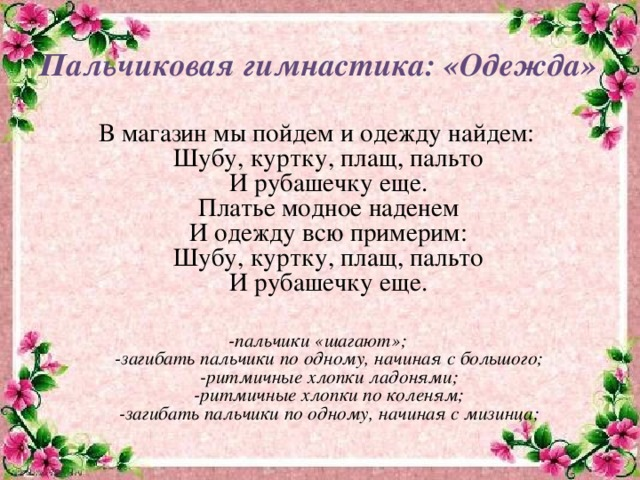 Пальчиковая гимнастика: «Одежда»
В магазин мы пойдем и одежду найдем:
Шубу, куртку, плащ, пальто
И рубашечку еще.
Платье модное наденем
И одежду всю примерим:
Шубу, куртку, плащ, пальто
И рубашечку еще.
-пальчики «шагают»;
-загибать пальчики по одному, начиная с большого;
-ритмичные хлопки ладонями;
-ритмичные хлопки по коленям;
-загибать пальчики по одному, начиная с мизинца;